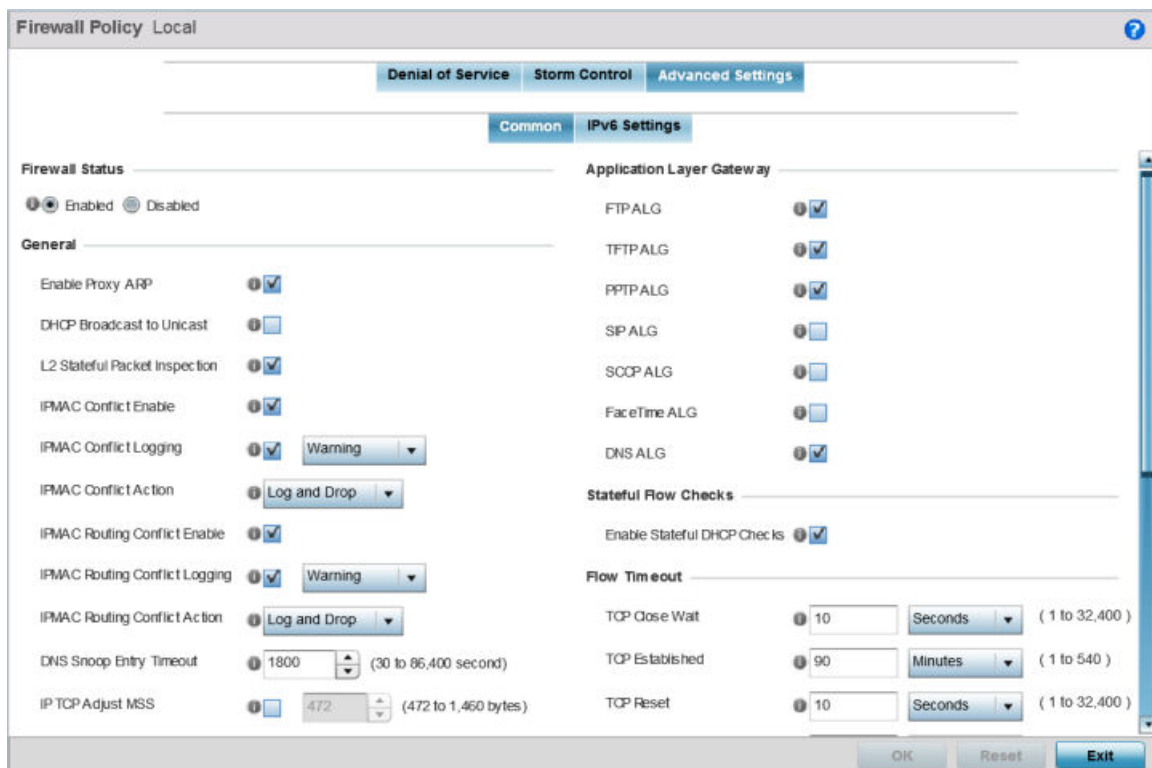 Firewall Policy Local
?
Denial of Service Storm Control Advanced Settings
Common IPv6 Settings
Firewall Status
Enabled Disabled
General
Enable Proxy ARP
DHCP Broadcast to Unicast
L2 Stateful Packet Inspection
IPMAC Conflict Enable
IPMAC Conflict Logging Warning
IPMAC Conflict Action Log and Drop
IPMAC Routing Conflict Enable
IPMAC Routing Conflict Logging Warning
IPMAC Routing Conflict Action Log and Drop
DNS Snoop Entry Timeout 1800 (30 to 86,400 second)
IP TCP Adjust MSS 472 (472 to 1,460 bytes)
Application Layer Gateway
FTP ALG
TFTP ALG
PPTP ALG
SIP ALG
SCCP ALG
FaceTime ALG
DNS ALG
Stateful Flow Checks
Enable Stateful DHCP Checks
Flow Timeout
TCP Close Wait 10 Seconds ( 1 to 32,400 )
TCP Established 90 Minutes ( 1 to 540 )
TCP Reset 10 Seconds ( 1 to 32,400 )
OK Reset Exit